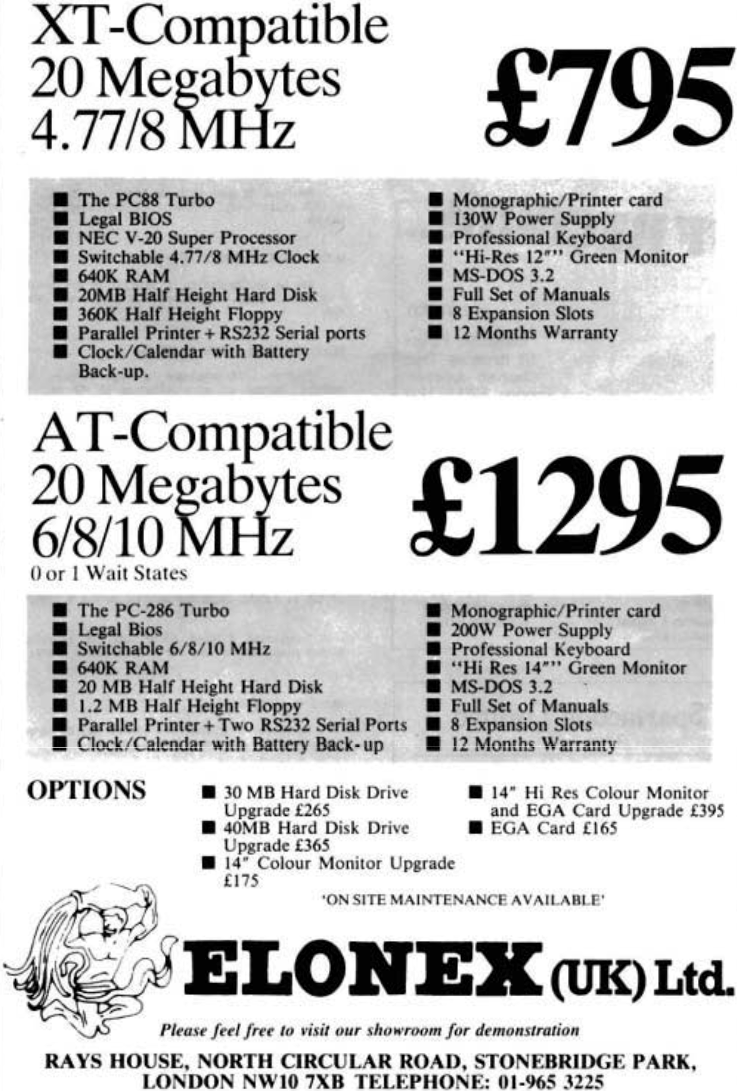 XT-Compatible
20 Megabytes
4.77/8 MHz
£795
■ The PC88 Turbo
■ Legal BIOS
■ NEC V-20 Super Processor
■ Switchable 4.77/8 MHz Clock
■ 640K RAM
■ 20MB Half Height Hard Disk
■ 360K Half Height Floppy
■ Parallel Printer + RS232 Serial ports
■ Clock/Calendar with Battery
Back-up.
■ Monographic/Printer card
■ 130W Power Supply
■ Professional Keyboard
■ "Hi-Res 12"" Green Monitor
■ MS-DOS 3.2
■ Full Set of Manuals
■ 8 Expansion Slots
■ 12 Months Warranty
AT-Compatible
20 Megabytes
6/8/10 MHz
£1295
0 or 1 Wait States
■ The PC-286 Turbo
■ Legal Bios
■ Switchable 6/8/10 MHz
■ 640K RAM
■ 20 MB Half Height Hard Disk
■ 1.2 MB Half Height Floppy
■ Parallel Printer + Two RS232 Serial Ports
■ Clock/Calendar with Battery Back-up
■ Monographic/Printer card
■ 200W Power Supply
■ Professional Keyboard
■ "Hi Res 14"" Green Monitor
■ MS-DOS 3.2
■ Full Set of Manuals
■ 8 Expansion Slots
■ 12 Months Warranty
OPTIONS
■ 30 MB Hard Disk Drive
Upgrade £265
■ 40MB Hard Disk Drive
Upgrade £365
■ 14" Colour Monitor Upgrade
£175
■ 14" Hi Res Colour Monitor
and EGA Card Upgrade £395
■ EGA Card £165
'ON SITE MAINTENANCE AVAILABLE'
ELONEX (UK) Ltd.
Please feel free to visit our showroom for demonstration
RAYS HOUSE, NORTH CIRCULAR ROAD, STONEBRIDGE PARK,
LONDON NW10 7XB TELEPHONE: 01-965 3225